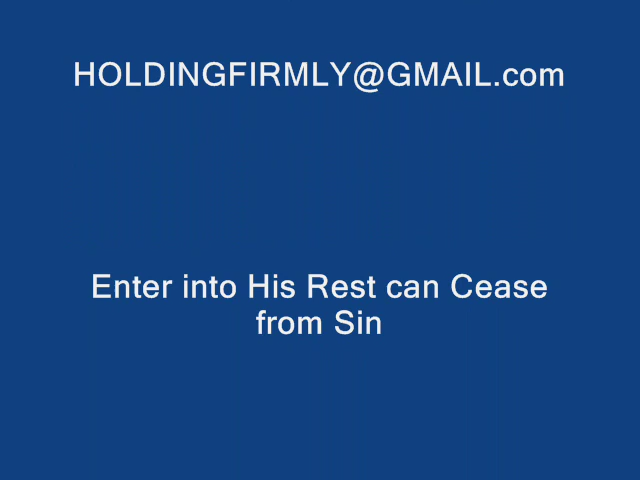 HOLDINGFIRMLY@GMAIL.com
Enter into His Rest can Cease
from Sin